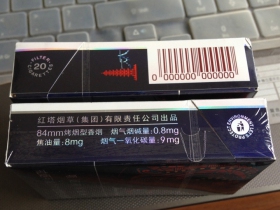 FILTER
20
CIGARETTES
0 000000 000000
红塔烟草(集团)有限责任公司出品
84mm烤烟型香烟 烟气烟碱量:0.8mg
焦油量:8mg 烟气一氧化碳量:9mg